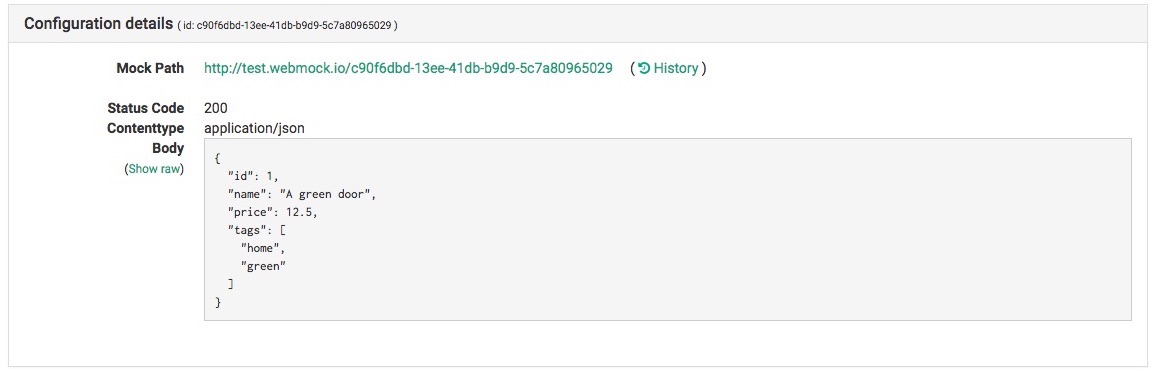 Configuration details ( id: c90f6dbd-13ee-41db-b9d9-5c7a80965029 )
Mock Path http://test.webmock.io/c90f6dbd-13ee-41db-b9d9-5c7a80965029 ( History )
Status Code 200
Contenttype application/json
Body
(Show raw)
{
"id": 1,
"name": "A green door",
"price": 12.5,
"tags": [
"home",
"green"
]
}